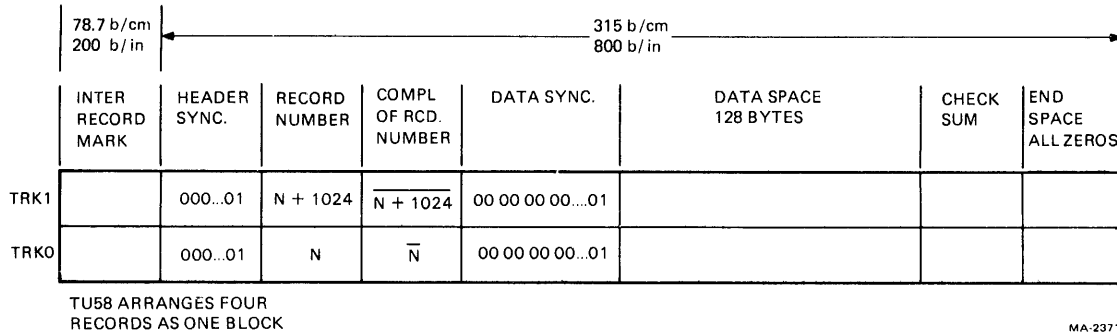 78.7 b/cm
200 b/in
315 b/cm
800 b/in
INTER
RECORD
MARK
HEADER
SYNC.
RECORD
NUMBER
COMPL
OF RCD.
NUMBER
DATA SYNC.
DATA SPACE
128 BYTES
CHECK
SUM
END
SPACE
ALL ZEROS
TRK1
000...01
N + 1024
N + 1024
00 00 00 00....01
TRK0
000...01
N
N
00 00 00 00...01
TU58 ARRANGES FOUR
RECORDS AS ONE BLOCK